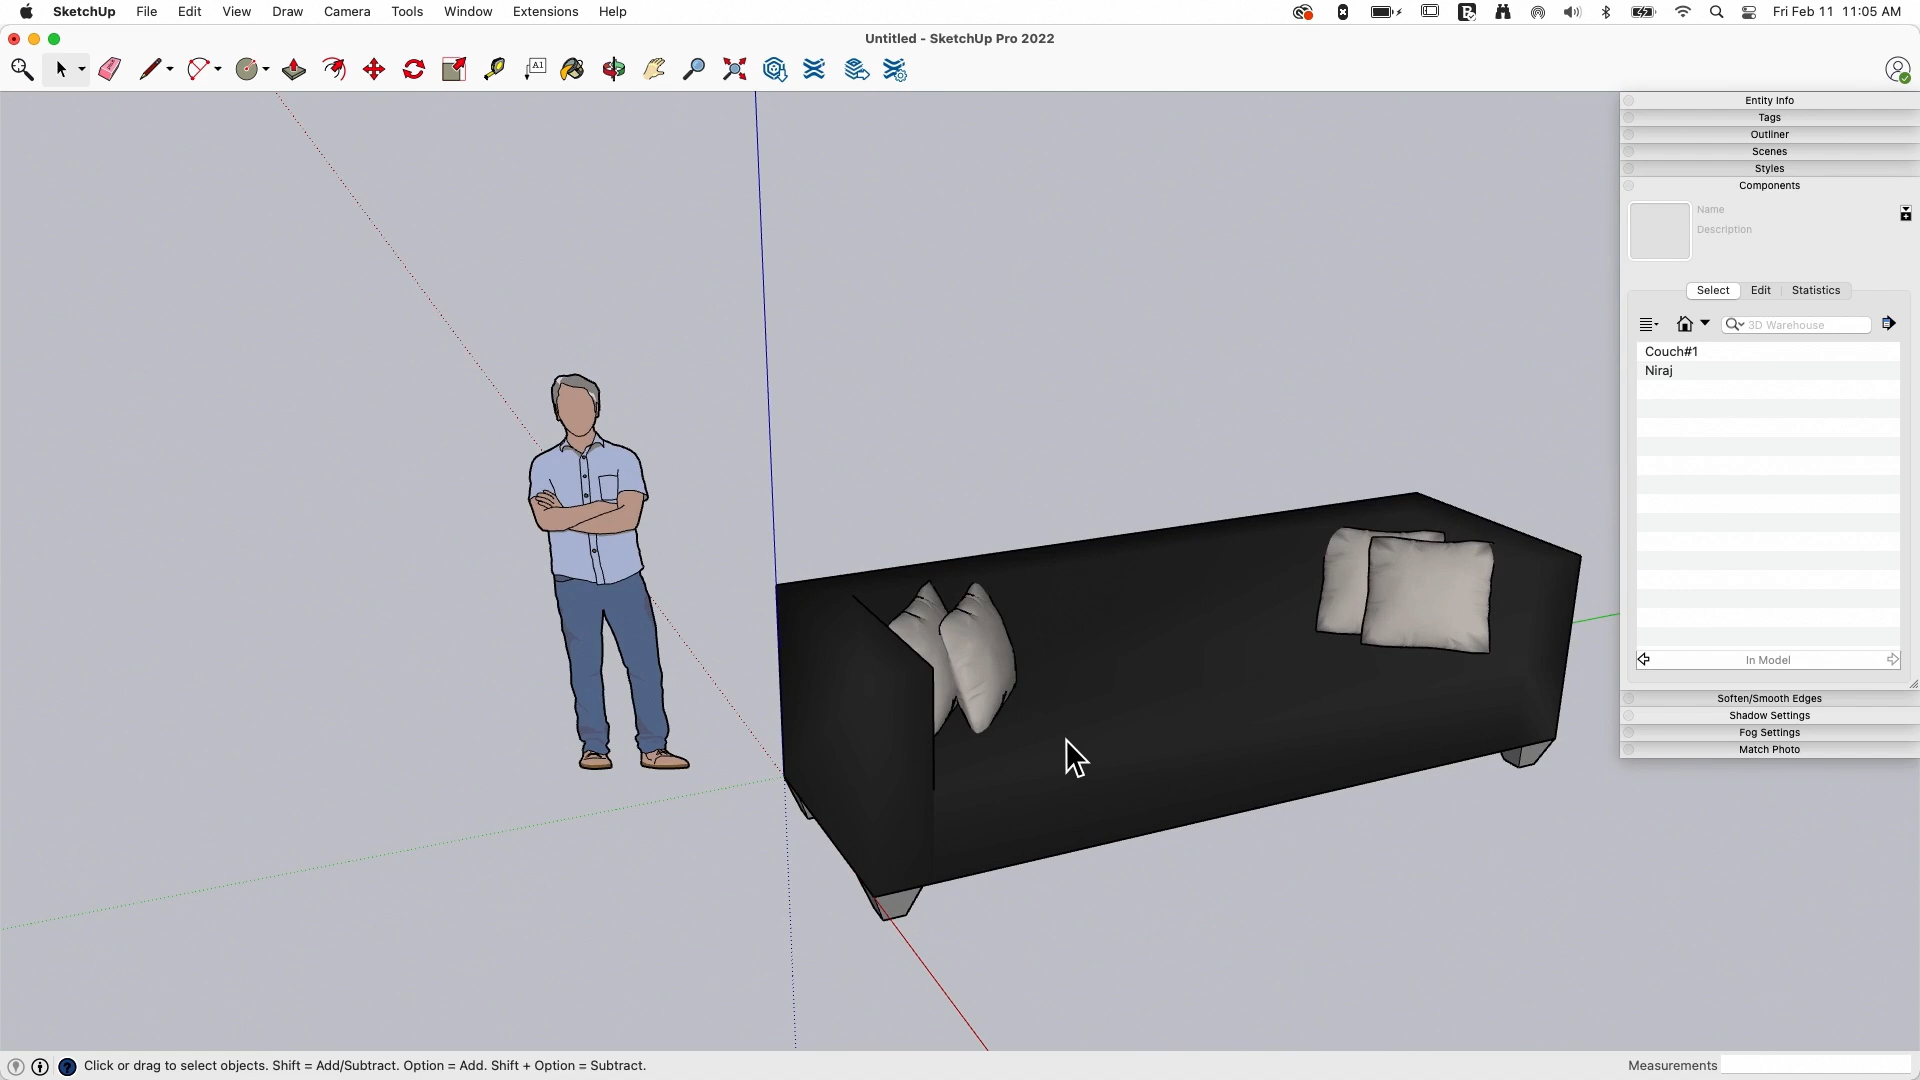 SketchUp File Edit View Draw Camera Tools Window Extensions Help Fri Feb 11 11:05 AM
Untitled - SketchUp Pro 2022
A1
Entity Info
Tags
Outliner
Scenes
Styles
Components
Name
Description
Select Edit Statistics
3D Warehouse
Couch#1
Niraj
In Model
Soften/Smooth Edges
Shadow Settings
Fog Settings
Match Photo
Click or drag to select objects. Shift = Add/Subtract. Option = Add. Shift + Option = Subtract. Measurements